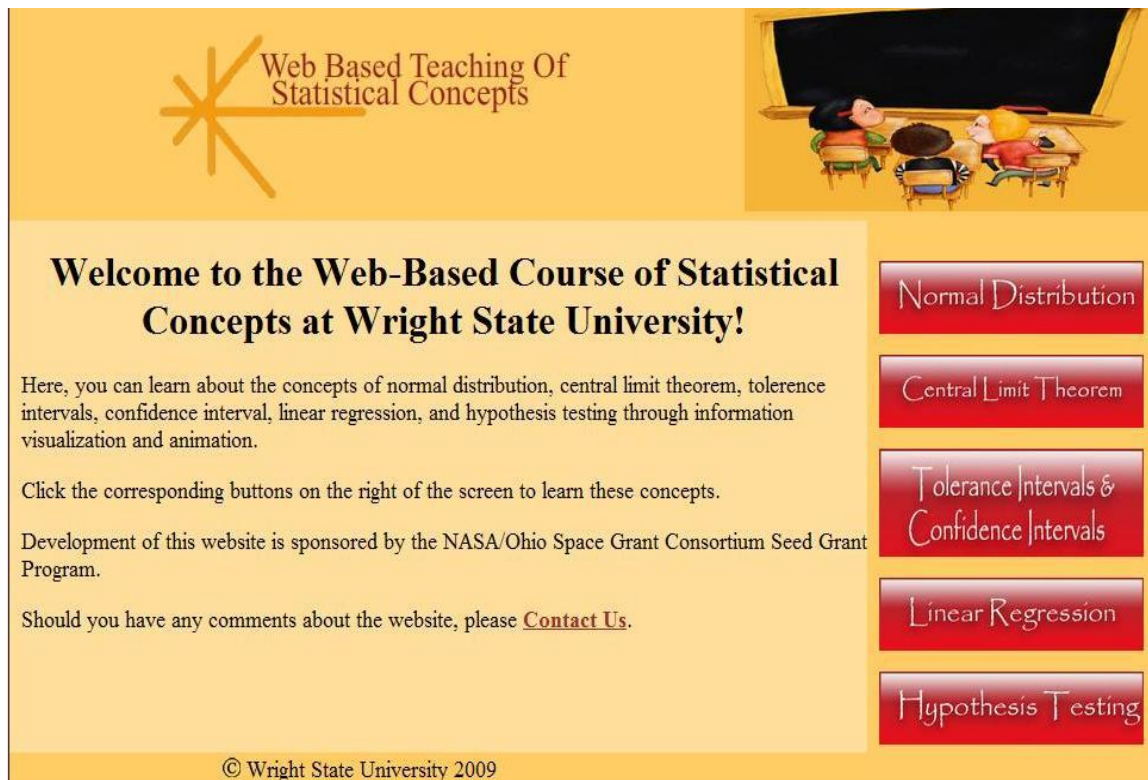 Web Based Teaching Of
Statistical Concepts
Welcome to the Web-Based Course of Statistical
Concepts at Wright State University!
Here, you can learn about the concepts of normal distribution, central limit theorem, tolerence
intervals, confidence interval, linear regression, and hypothesis testing through information
visualization and animation.
Click the corresponding buttons on the right of the screen to learn these concepts.
Development of this website is sponsored by the NASA/Ohio Space Grant Consortium Seed Grant
Program.
Should you have any comments about the website, please Contact Us.
Normal Distribution
Central Limit Theorem
Tolerance Intervals &
Confidence Intervals
Linear Regression
Hypothesis Testing
© Wright State University 2009